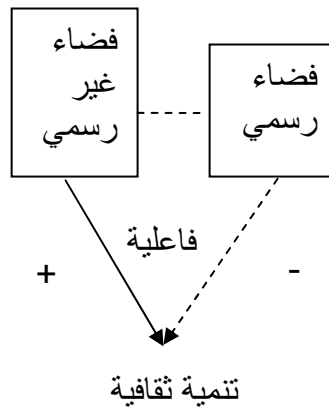 فضاء
رسمي
فضاء
غير
رسمي
فاعلية
-
+
تنمية ثقافية